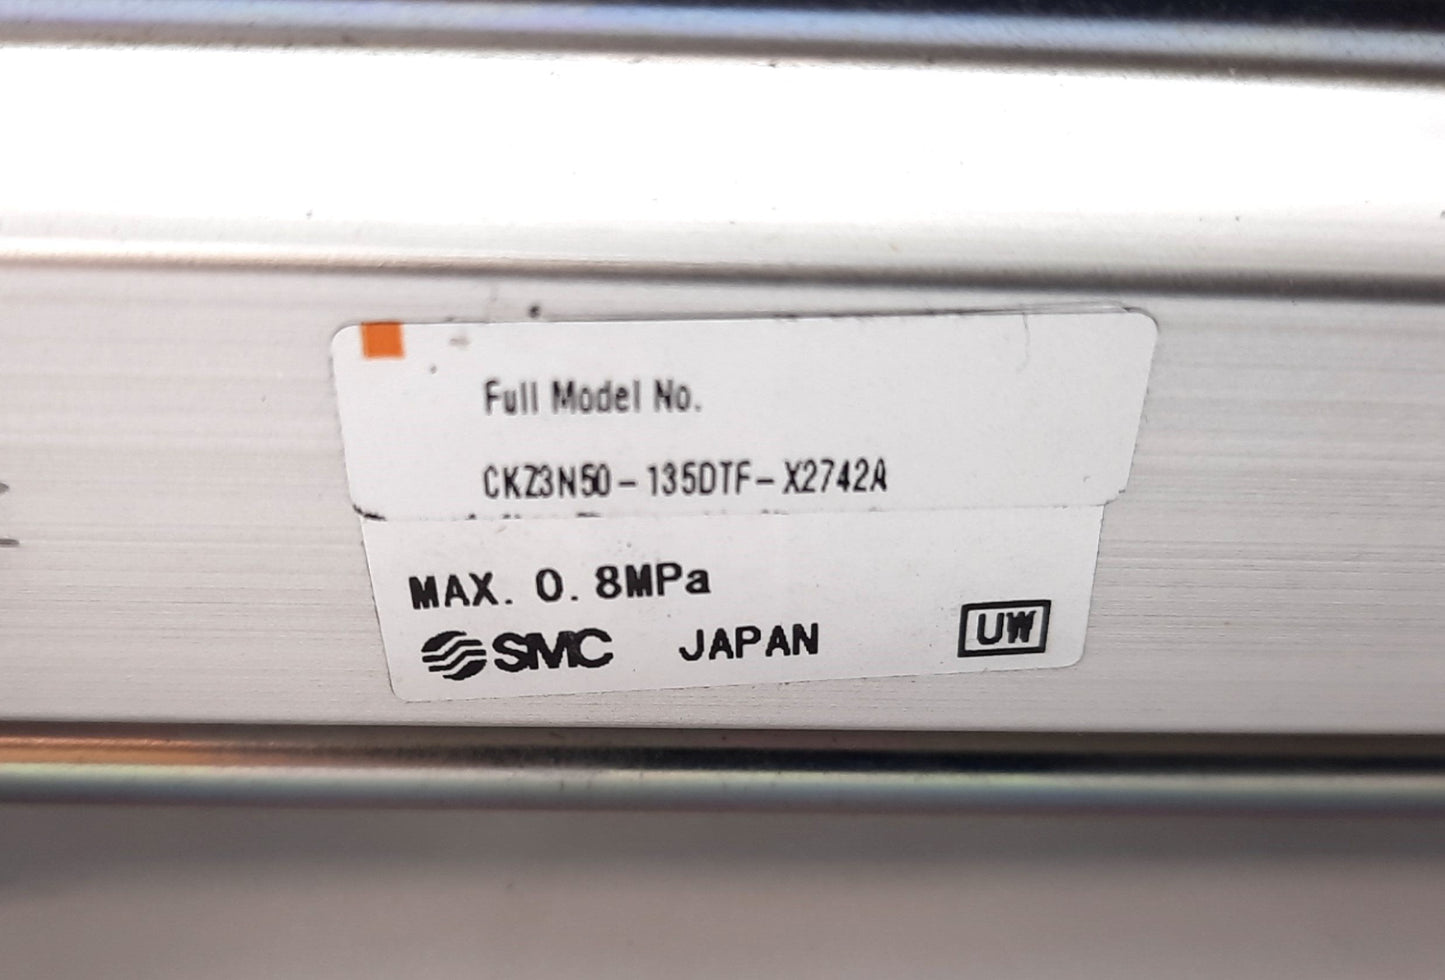 Full Model No.
CKZ3N50-135DTF-X2742A
MAX. 0. 8MPa
SMC JAPAN UW